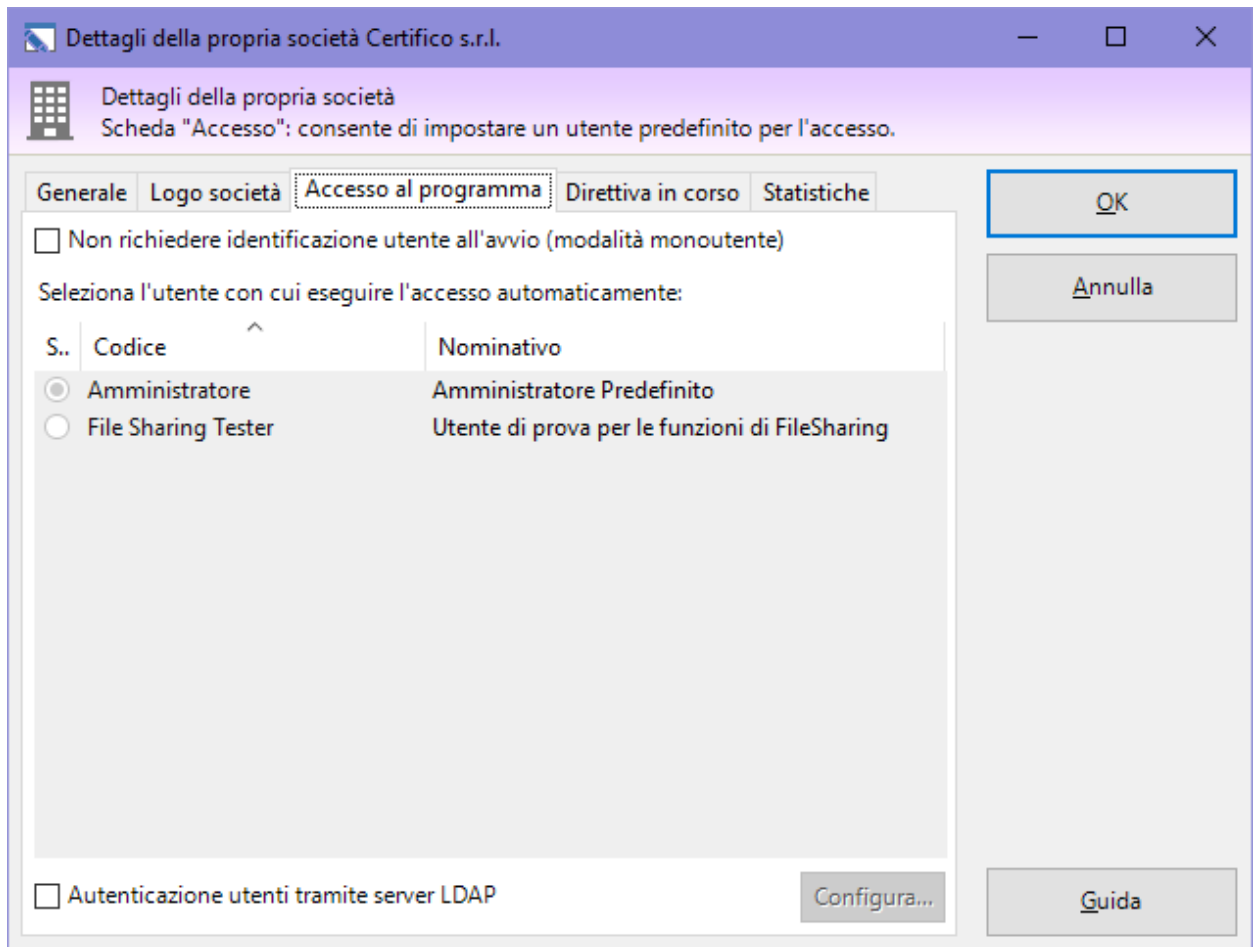 Dettagli della propria società Certifico s.r.l.
Dettagli della propria società
Scheda "Accesso": consente di impostare un utente predefinito per l'accesso.
Generale Logo società Accesso al programma Direttiva in corso Statistiche
OK
Non richiedere identificazione utente all'avvio (modalità monoutente)
Annulla
Seleziona l'utente con cui eseguire l'accesso automaticamente:
S.. Codice Nominativo
Amministratore Amministratore Predefinito
File Sharing Tester Utente di prova per le funzioni di FileSharing
Autenticazione utenti tramite server LDAP Configura...
Guida